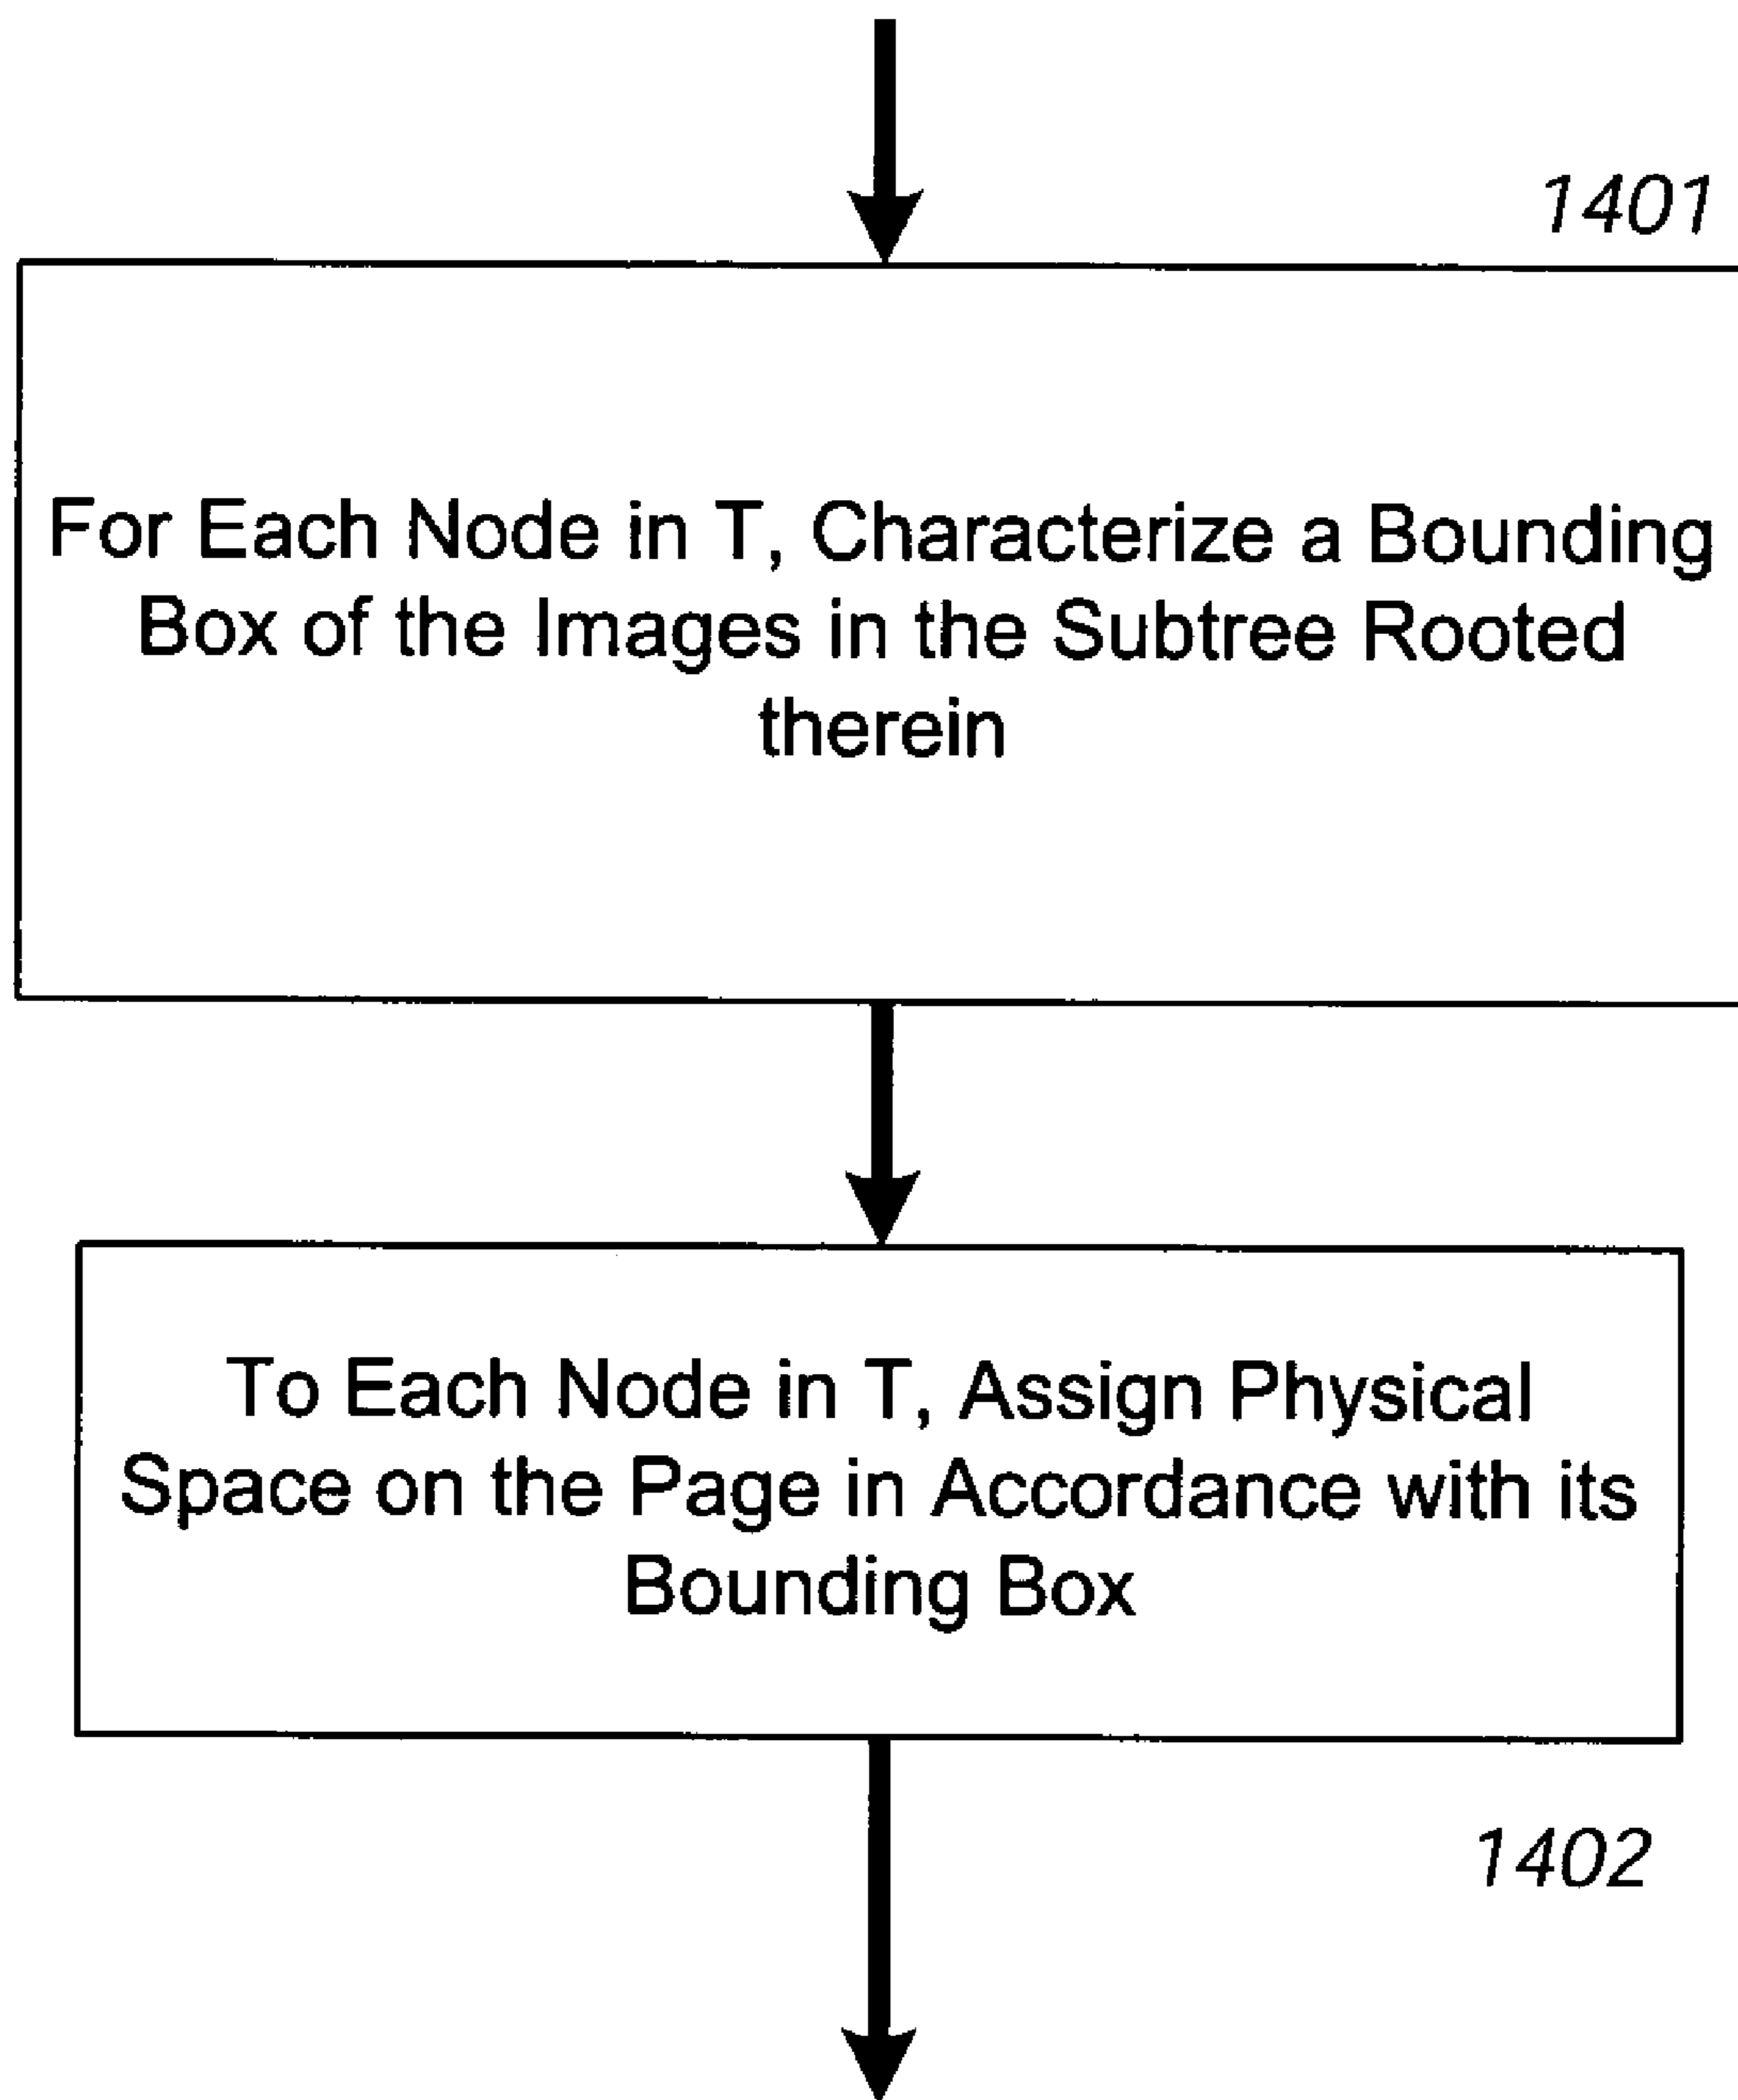 1401
For Each Node in T, Characterize a Bounding
Box of the Images in the Subtree Rooted
therein
To Each Node in T, Assign Physical
Space on the Page in Accordance with its
Bounding Box
1402